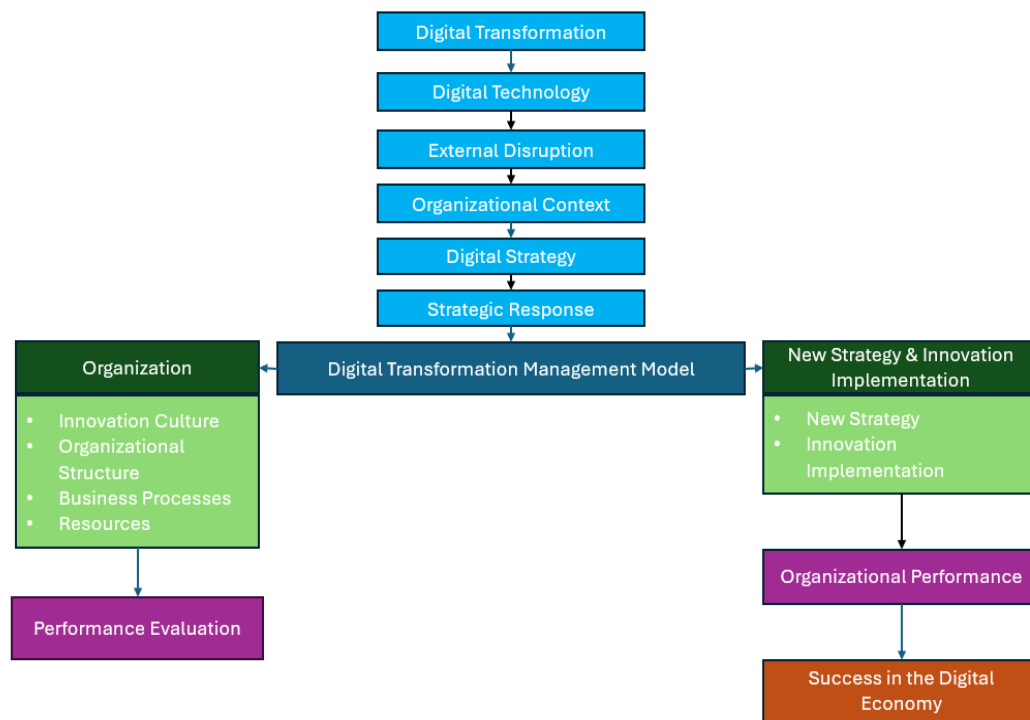 Digital Transformation
Digital Technology
External Disruption
Organizational Context
Digital Strategy
Strategic Response
Digital Transformation Management Model
Organization
• Innovation Culture
• Organizational
Structure
• Business Processes
• Resources
Performance Evaluation
New Strategy & Innovation
Implementation
• New Strategy
• Innovation
Implementation
Organizational Performance
Success in the Digital
Economy